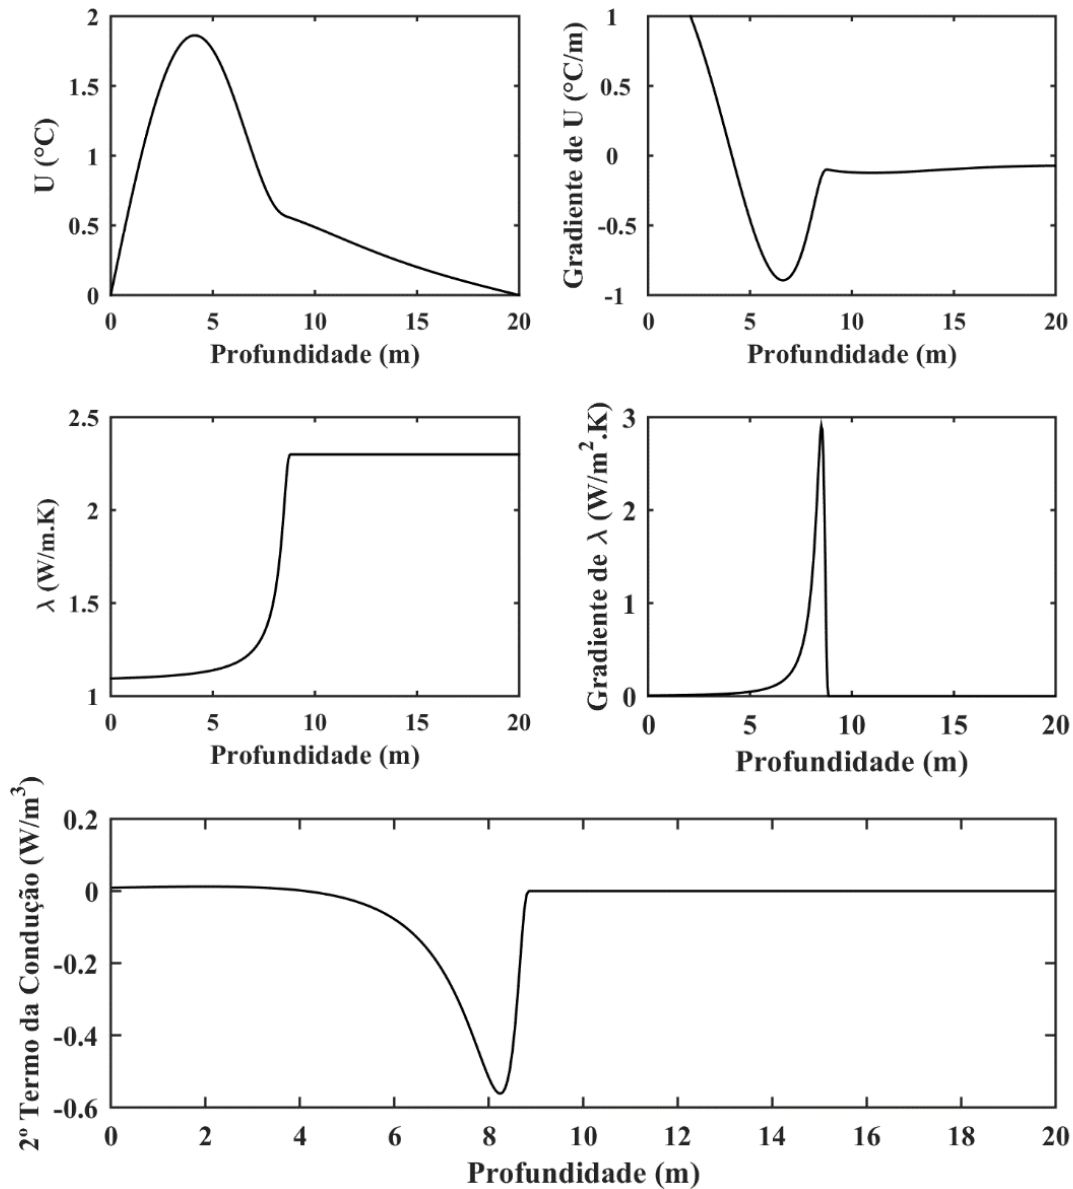 2
1.5
1
0.5
0
U (°C)
0 5 10 15 20
Profundidade (m)
1
0.5
0
-0.5
-1
Gradiente de U (°C/m)
0 5 10 15 20
Profundidade (m)
2.5
2
1.5
1
λ (W/m.K)
0 5 10 15 20
Profundidade (m)
3
2
1
0
Gradiente de λ (W/m².K)
0 5 10 15 20
Profundidade (m)
0.2
0
-0.2
-0.4
-0.6
2º Termo da Condução (W/m³)
0 2 4 6 8 10 12 14 16 18 20
Profundidade (m)